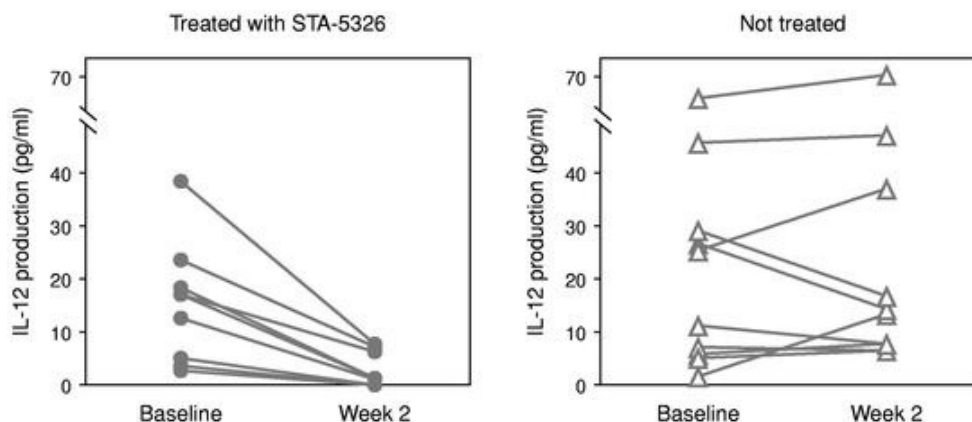 Treated with STA-5326
IL-12 production (pg/ml)
70
40
30
20
10
0
Baseline
Week 2
Not treated
IL-12 production (pg/ml)
70
40
30
20
10
0
Baseline
Week 2